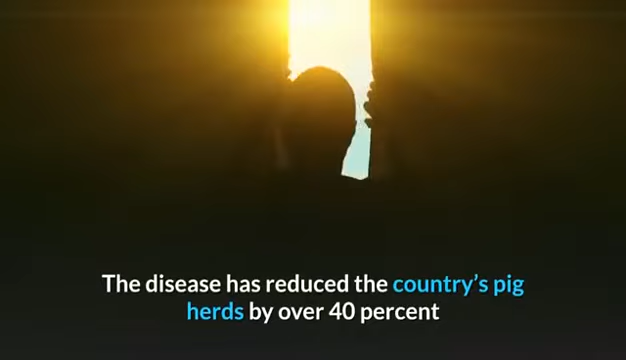 The disease has reduced the country's pig
herds by over 40 percent